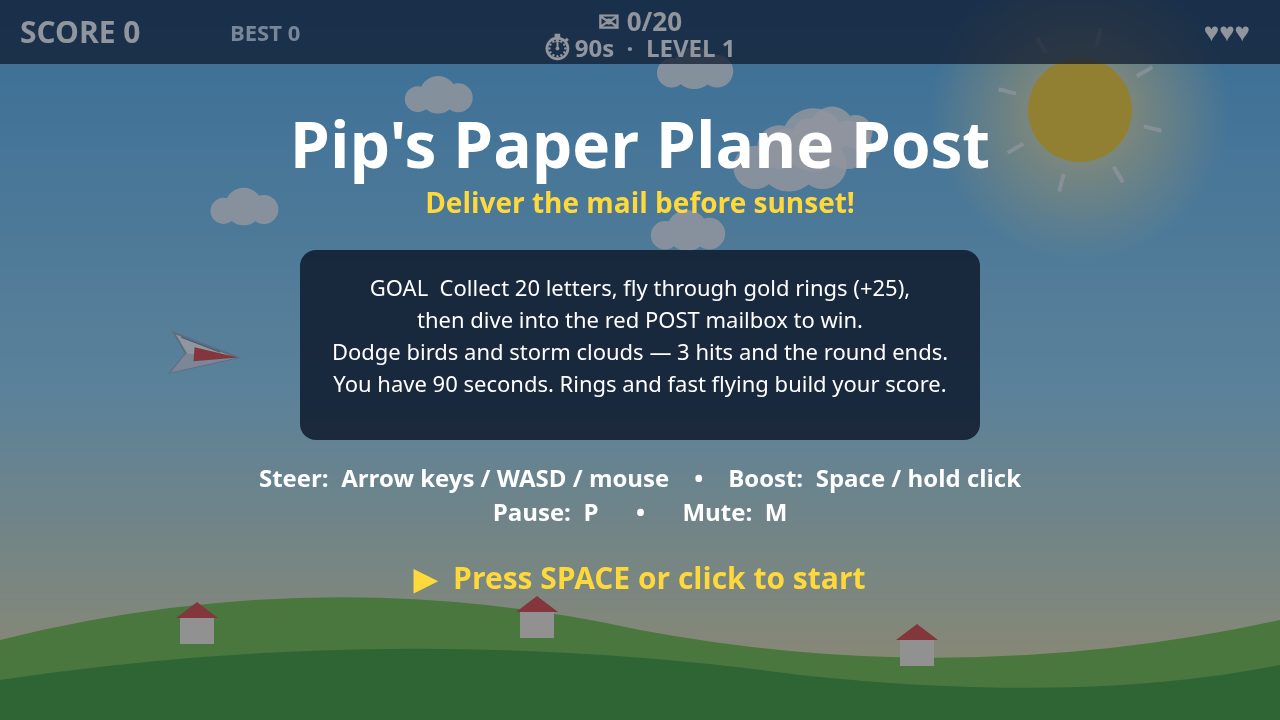 SCORE 0
BEST 0
✉ 0/20
⏱ 90s · LEVEL 1
♥♥♥
Pip's Paper Plane Post
Deliver the mail before sunset!
GOAL Collect 20 letters, fly through gold rings (+25),
then dive into the red POST mailbox to win.
Dodge birds and storm clouds — 3 hits and the round ends.
You have 90 seconds. Rings and fast flying build your score.
Steer: Arrow keys / WASD / mouse • Boost: Space / hold click
Pause: P • Mute: M
▶ Press SPACE or click to start